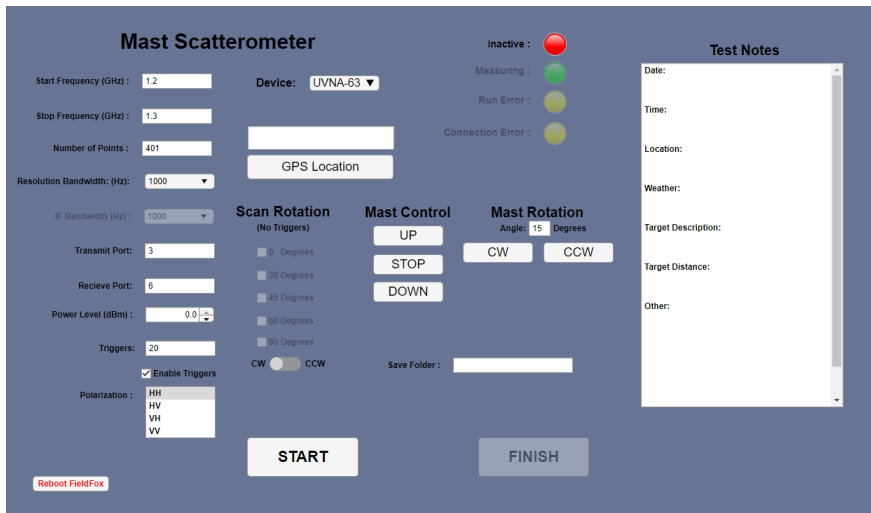 Mast Scatterometer
Start Frequency (GHz) : 1.2
Stop Frequency (GHz) : 1.3
Number of Points : 401
Resolution Bandwidth: (Hz): 1000
IF Bandwidth (Hz) : 1000
Transmit Port: 3
Recieve Port: 6
Power Level (dBm) : 0.0
Triggers: 20
Enable Triggers
Polarization : HH
HV
VH
VV
Reboot FieldFox
Device: UVNA-63
GPS Location
Scan Rotation
(No Triggers)
0 Degrees
30 Degrees
45 Degrees
60 Degrees
90 Degrees
CW CCW
Mast Control
UP
STOP
DOWN
Mast Rotation
Angle: 15 Degrees
CW CCW
Save Folder :
START
FINISH
Inactive :
Measuring :
Run Error :
Connection Error :
Test Notes
Date:
Time:
Location:
Weather:
Target Description:
Target Distance:
Other: